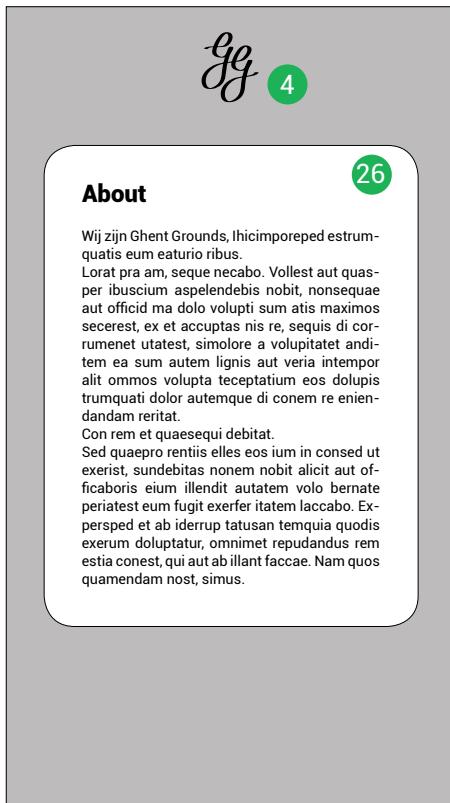 gg
4
26
About
Wij zijn Ghent Grounds, Ihicimporeped estrum-
quatis eum eaturio ribus.
Lorat pra am, seque necabo. Vollest aut quas-
per ibuscium aspelendebis nobit, nonsequae
aut officid ma dolo volupti sum atis maximos
secerest, ex et accuptas nis re, sequis di cor-
rumenet utatest, simolore a volupitatet andi-
tem ea sum autem lignis aut veria intempor
alit ommos volupta teceptatium eos dolupis
trumquati dolor autemque di conem re enien-
dandam reritat.
Con rem et quaesequi debitat.
Sed quaepro rentiis elles eos ium in consed ut
exerist, sundebitas nonem nobit alicit aut of-
ficaboris eium illendit autatem volo bernate
periatest eum fugit exerfer itatem laccabo. Ex-
persped et ab iderrup tatusan temquia quodis
exerum doluptatur, omnimet repudandus rem
estia conest, qui aut ab illant faccae. Nam quos
quamendam nost, simus.